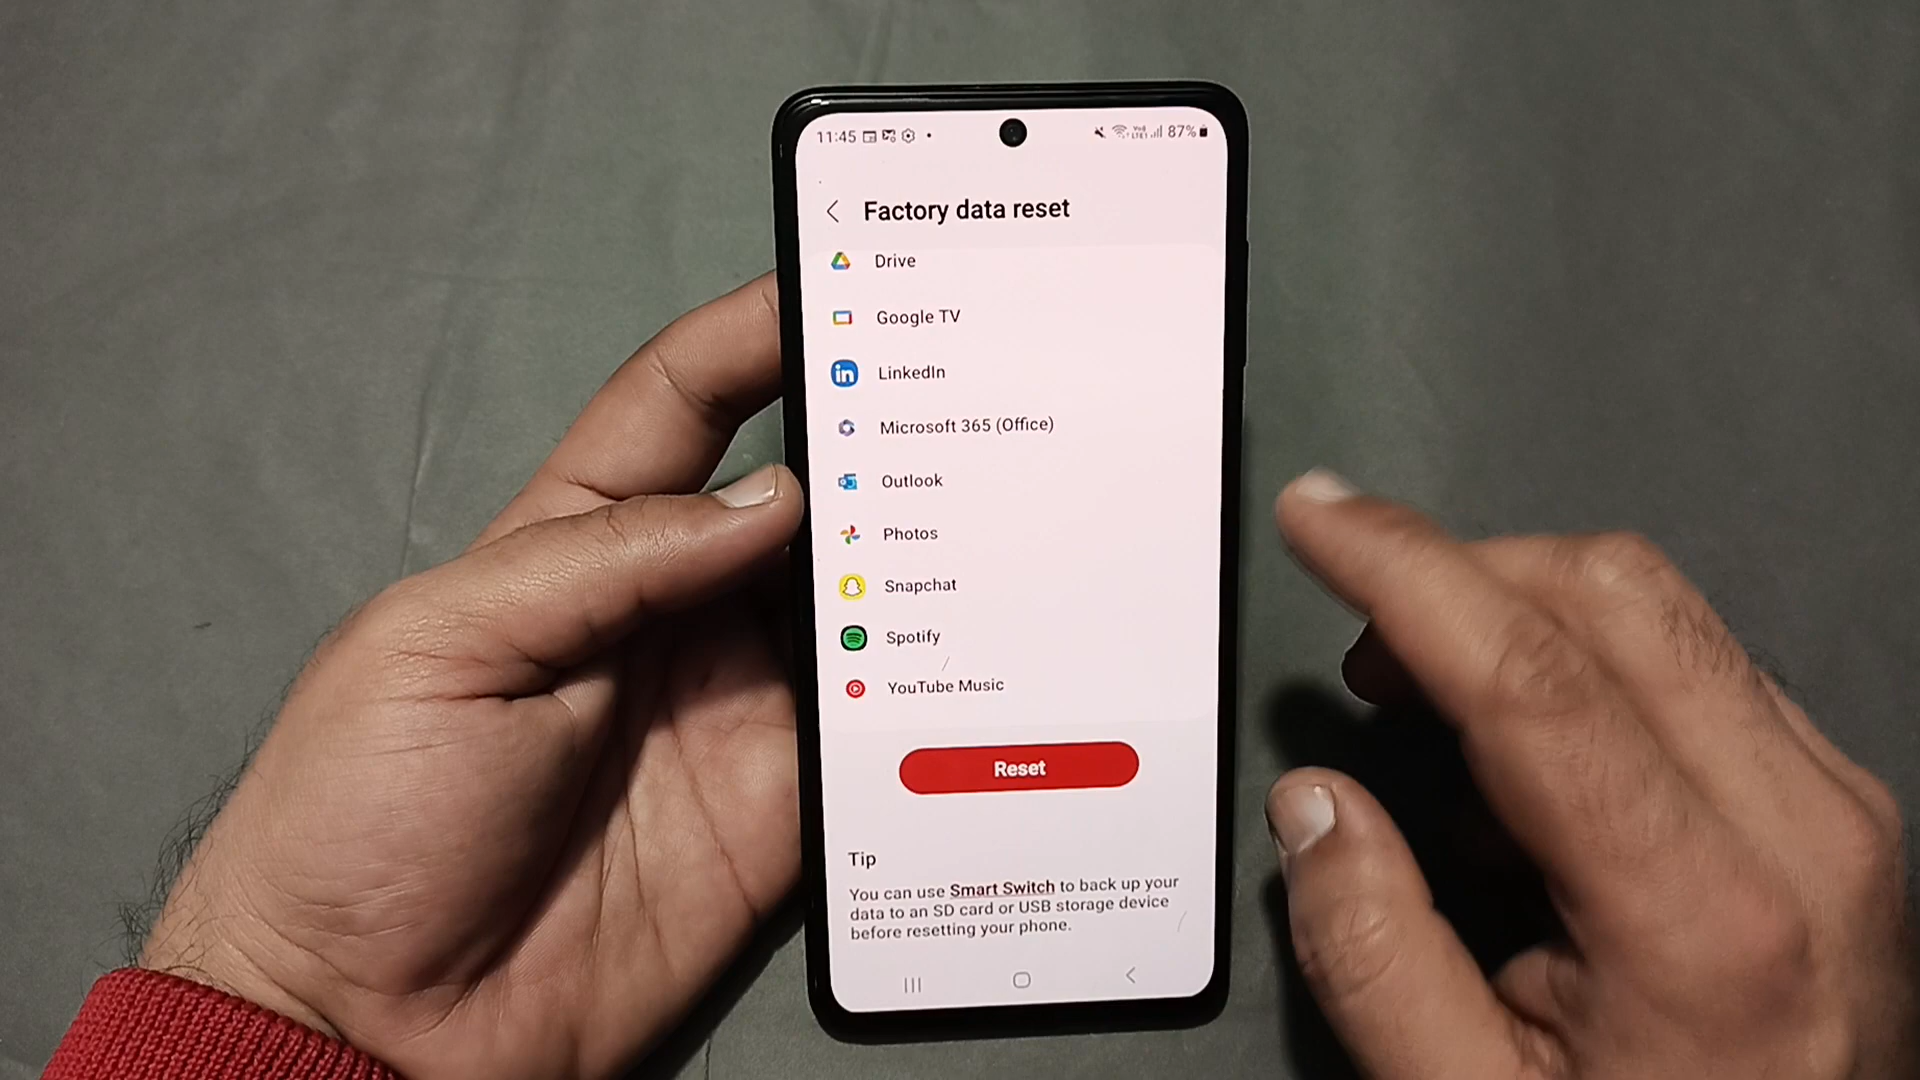 11:45
87%
Factory data reset
Drive
Google TV
in LinkedIn
Microsoft 365 (Office)
Outlook
Photos
Snapchat
Spotify
YouTube Music
Reset
Tip
You can use Smart Switch to back up your
data to an SD card or USB storage device
before resetting your phone.